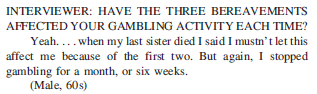 INTERVIEWER: HAVE THE THREE BEREAVEMENTS
AFFECTED YOUR GAMBLING ACTIVITY EACH TIME?
Yeah. . . . when my last sister died I said I mustn't let this
affect me because of the first two. But again, I stopped
gambling for a month, or six weeks.
(Male, 60s)